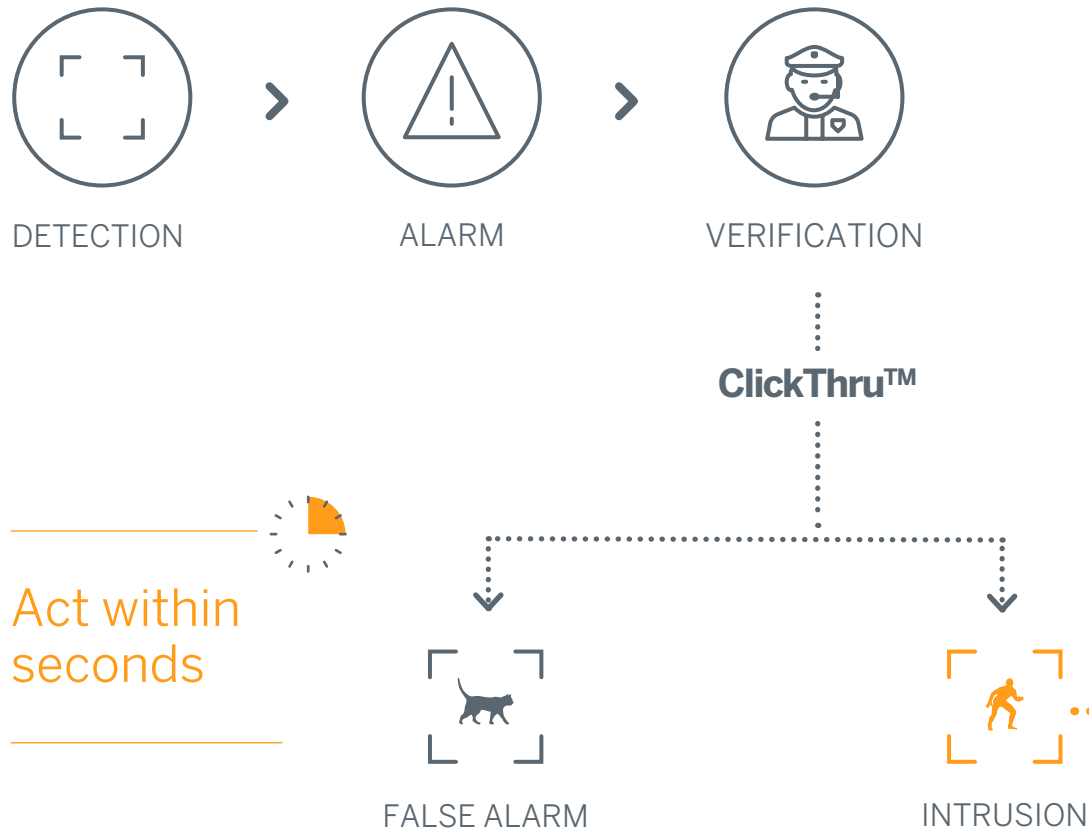 DETECTION
ALARM
VERIFICATION
ClickThru™
Act within
seconds
FALSE ALARM
INTRUSION